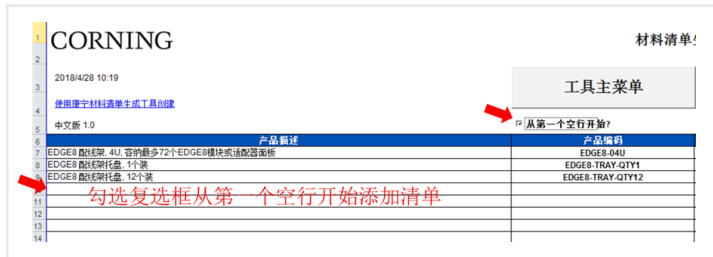 1 CORNING 材料清单
2
3 2018/4/28 10:19 工具主菜单
4 使用康宁材料清单生成工具创建
5 中文版 1.0 从第一个空行开始?
6 产品描述 产品编码
7 EDGE8 配线架, 4U, 容纳最多72个EDGE8模块或适配器面板 EDGE8-04U
8 EDGE8 配线架托盘, 1个装 EDGE8-TRAY-QTY1
9 EDGE8 配线架托盘, 12个装 EDGE8-TRAY-QTY12
勾选复选框从第一个空行开始添加清单
11
12
13
14